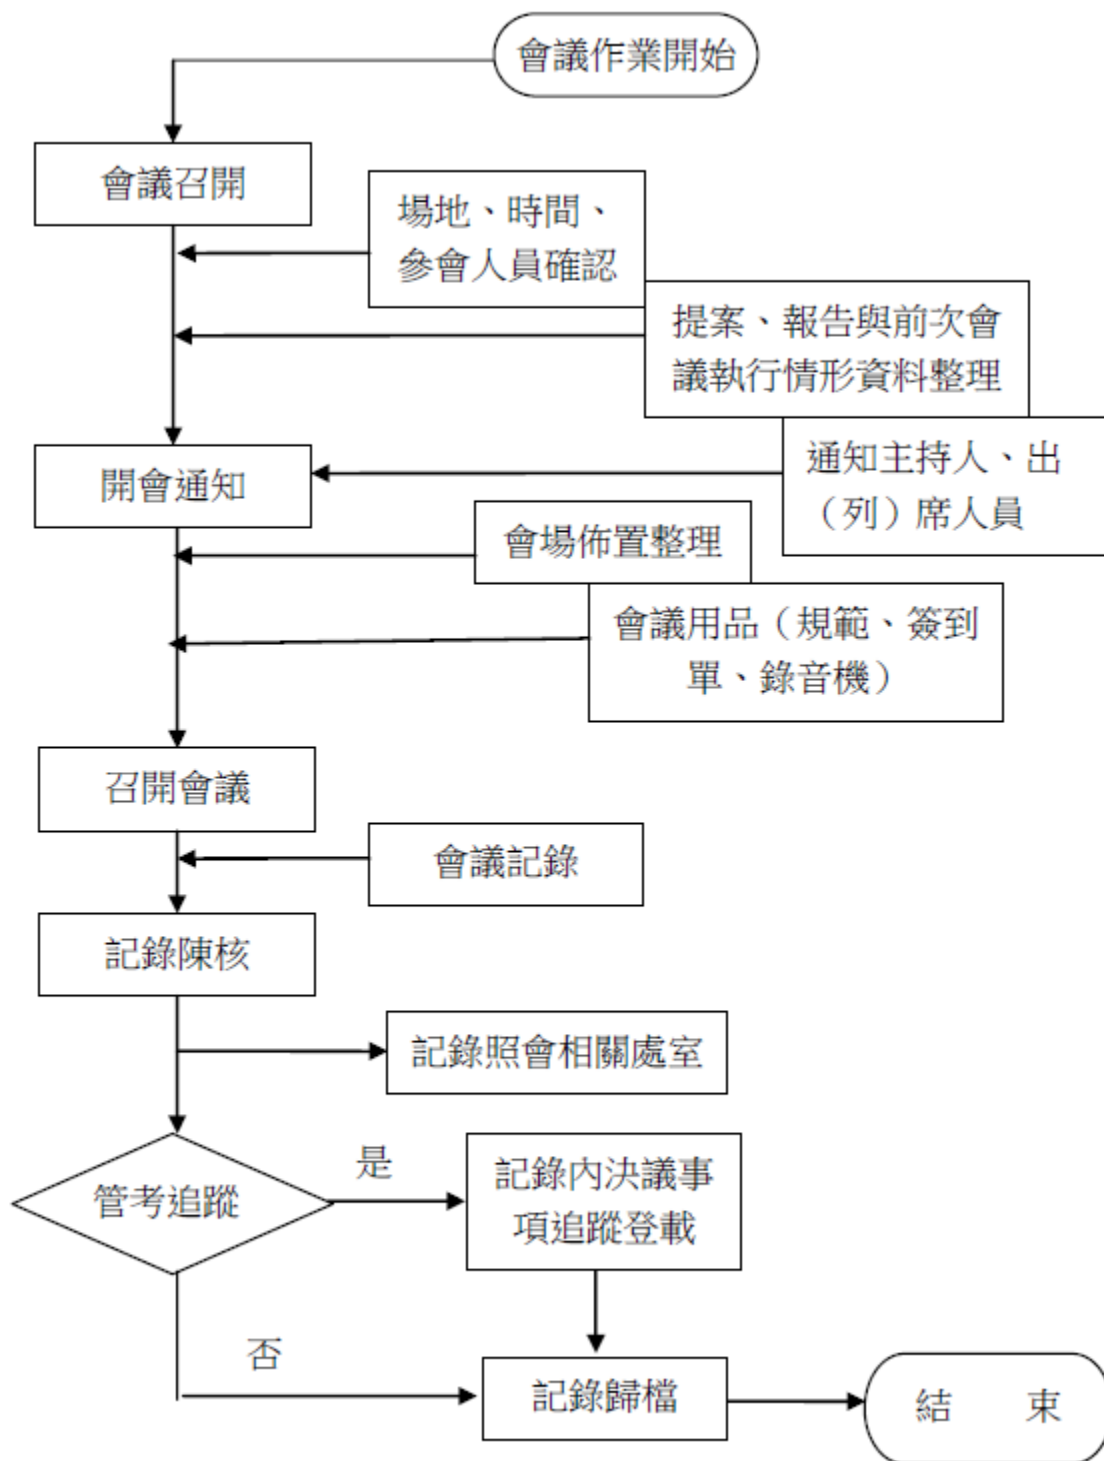 會議作業開始
會議召開
場地、時間、
參會人員確認
提案、報告與前次會
議執行情形資料整理
開會通知
通知主持人、出
（列）席人員
會場佈置整理
會議用品（規範、簽到
單、錄音機）
召開會議
會議記錄
記錄陳核
記錄照會相關處室
管考追蹤
是
記錄內決議事
項追蹤登載
否
記錄歸檔
結　　束